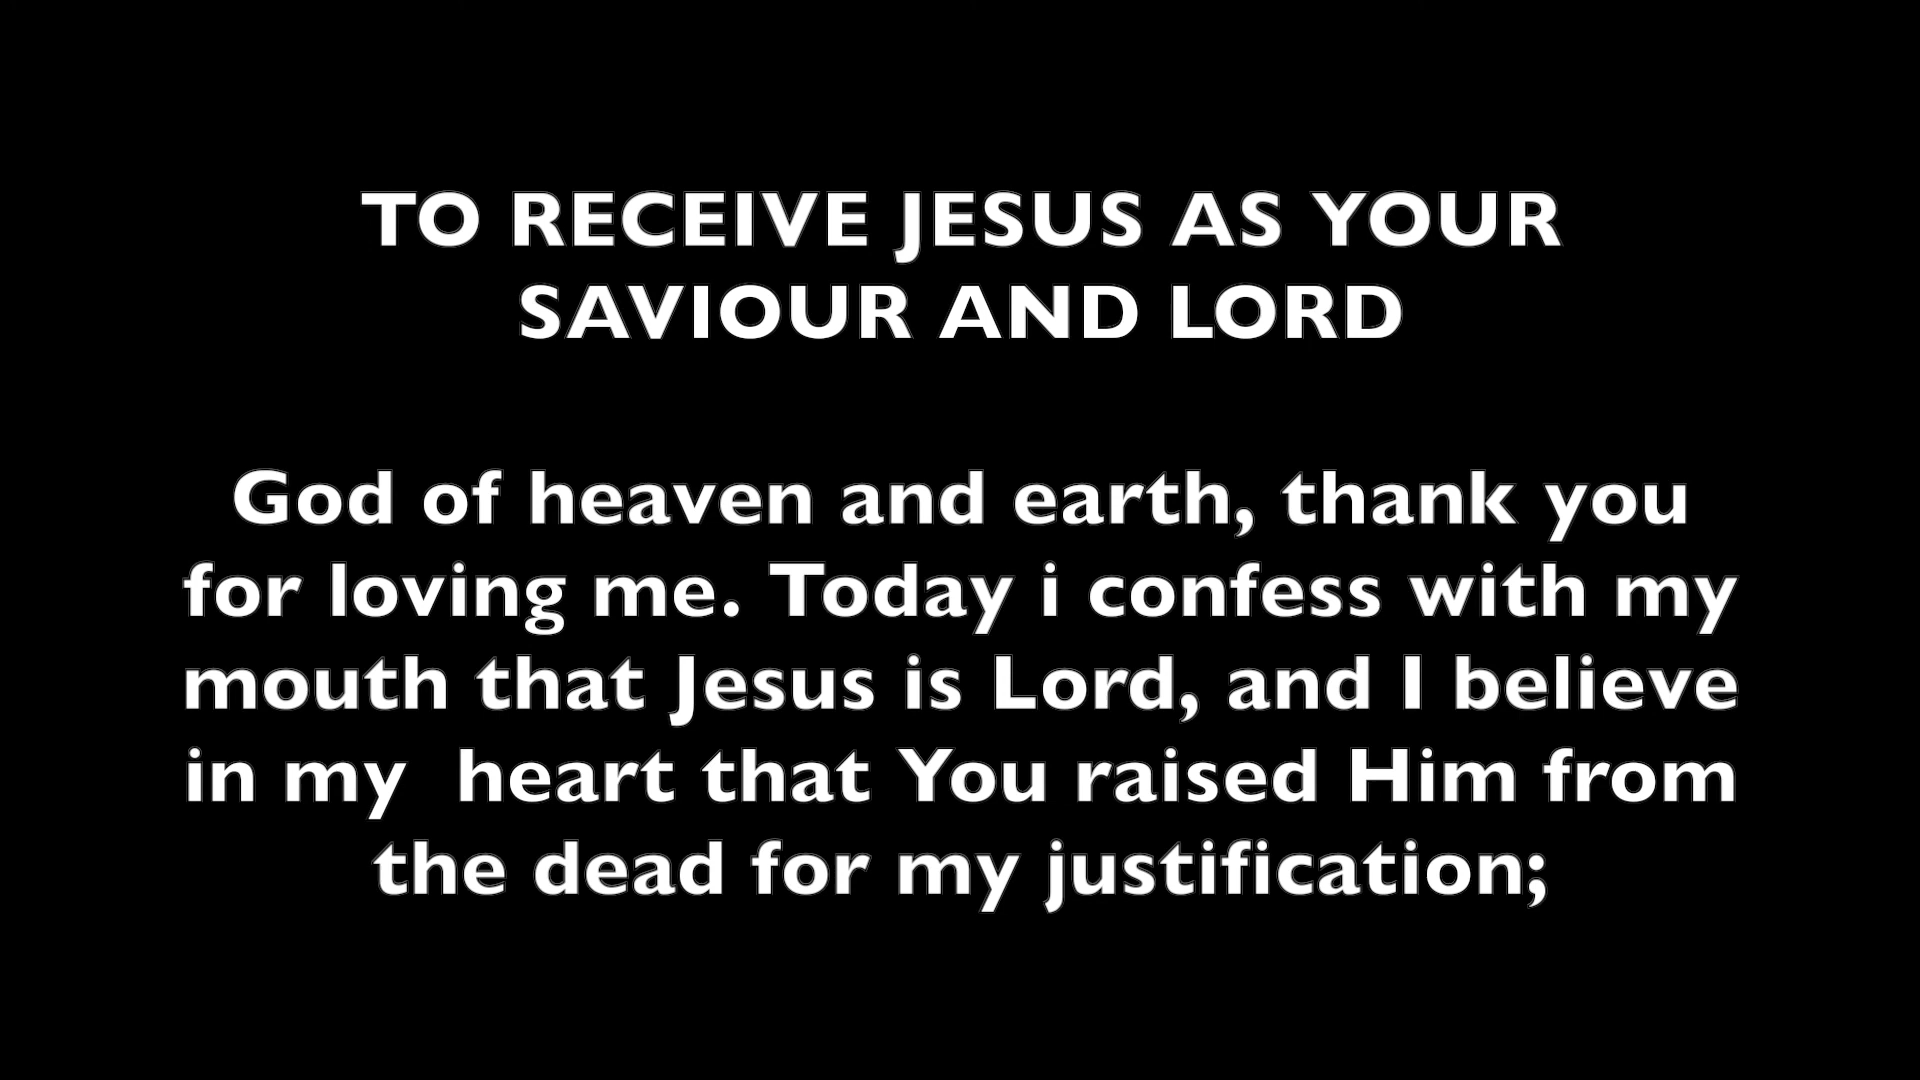 TO RECEIVE JESUS AS YOUR
SAVIOUR AND LORD
God of heaven and earth, thank you
for loving me. Today i confess with my
mouth that Jesus is Lord, and I believe
in my  heart that You raised Him from
the dead for my justification;